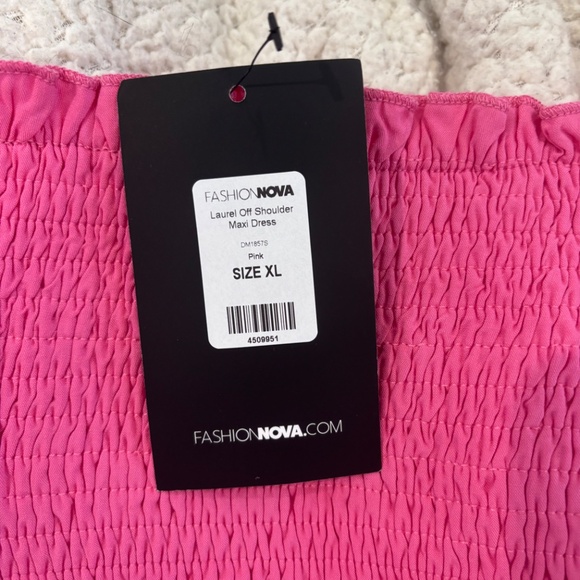 FASHIONNOVA
Laurel Off Shoulder
Maxi Dress
DM1857S
Pink
SIZE XL
4509951
FASHIONNOVA.COM